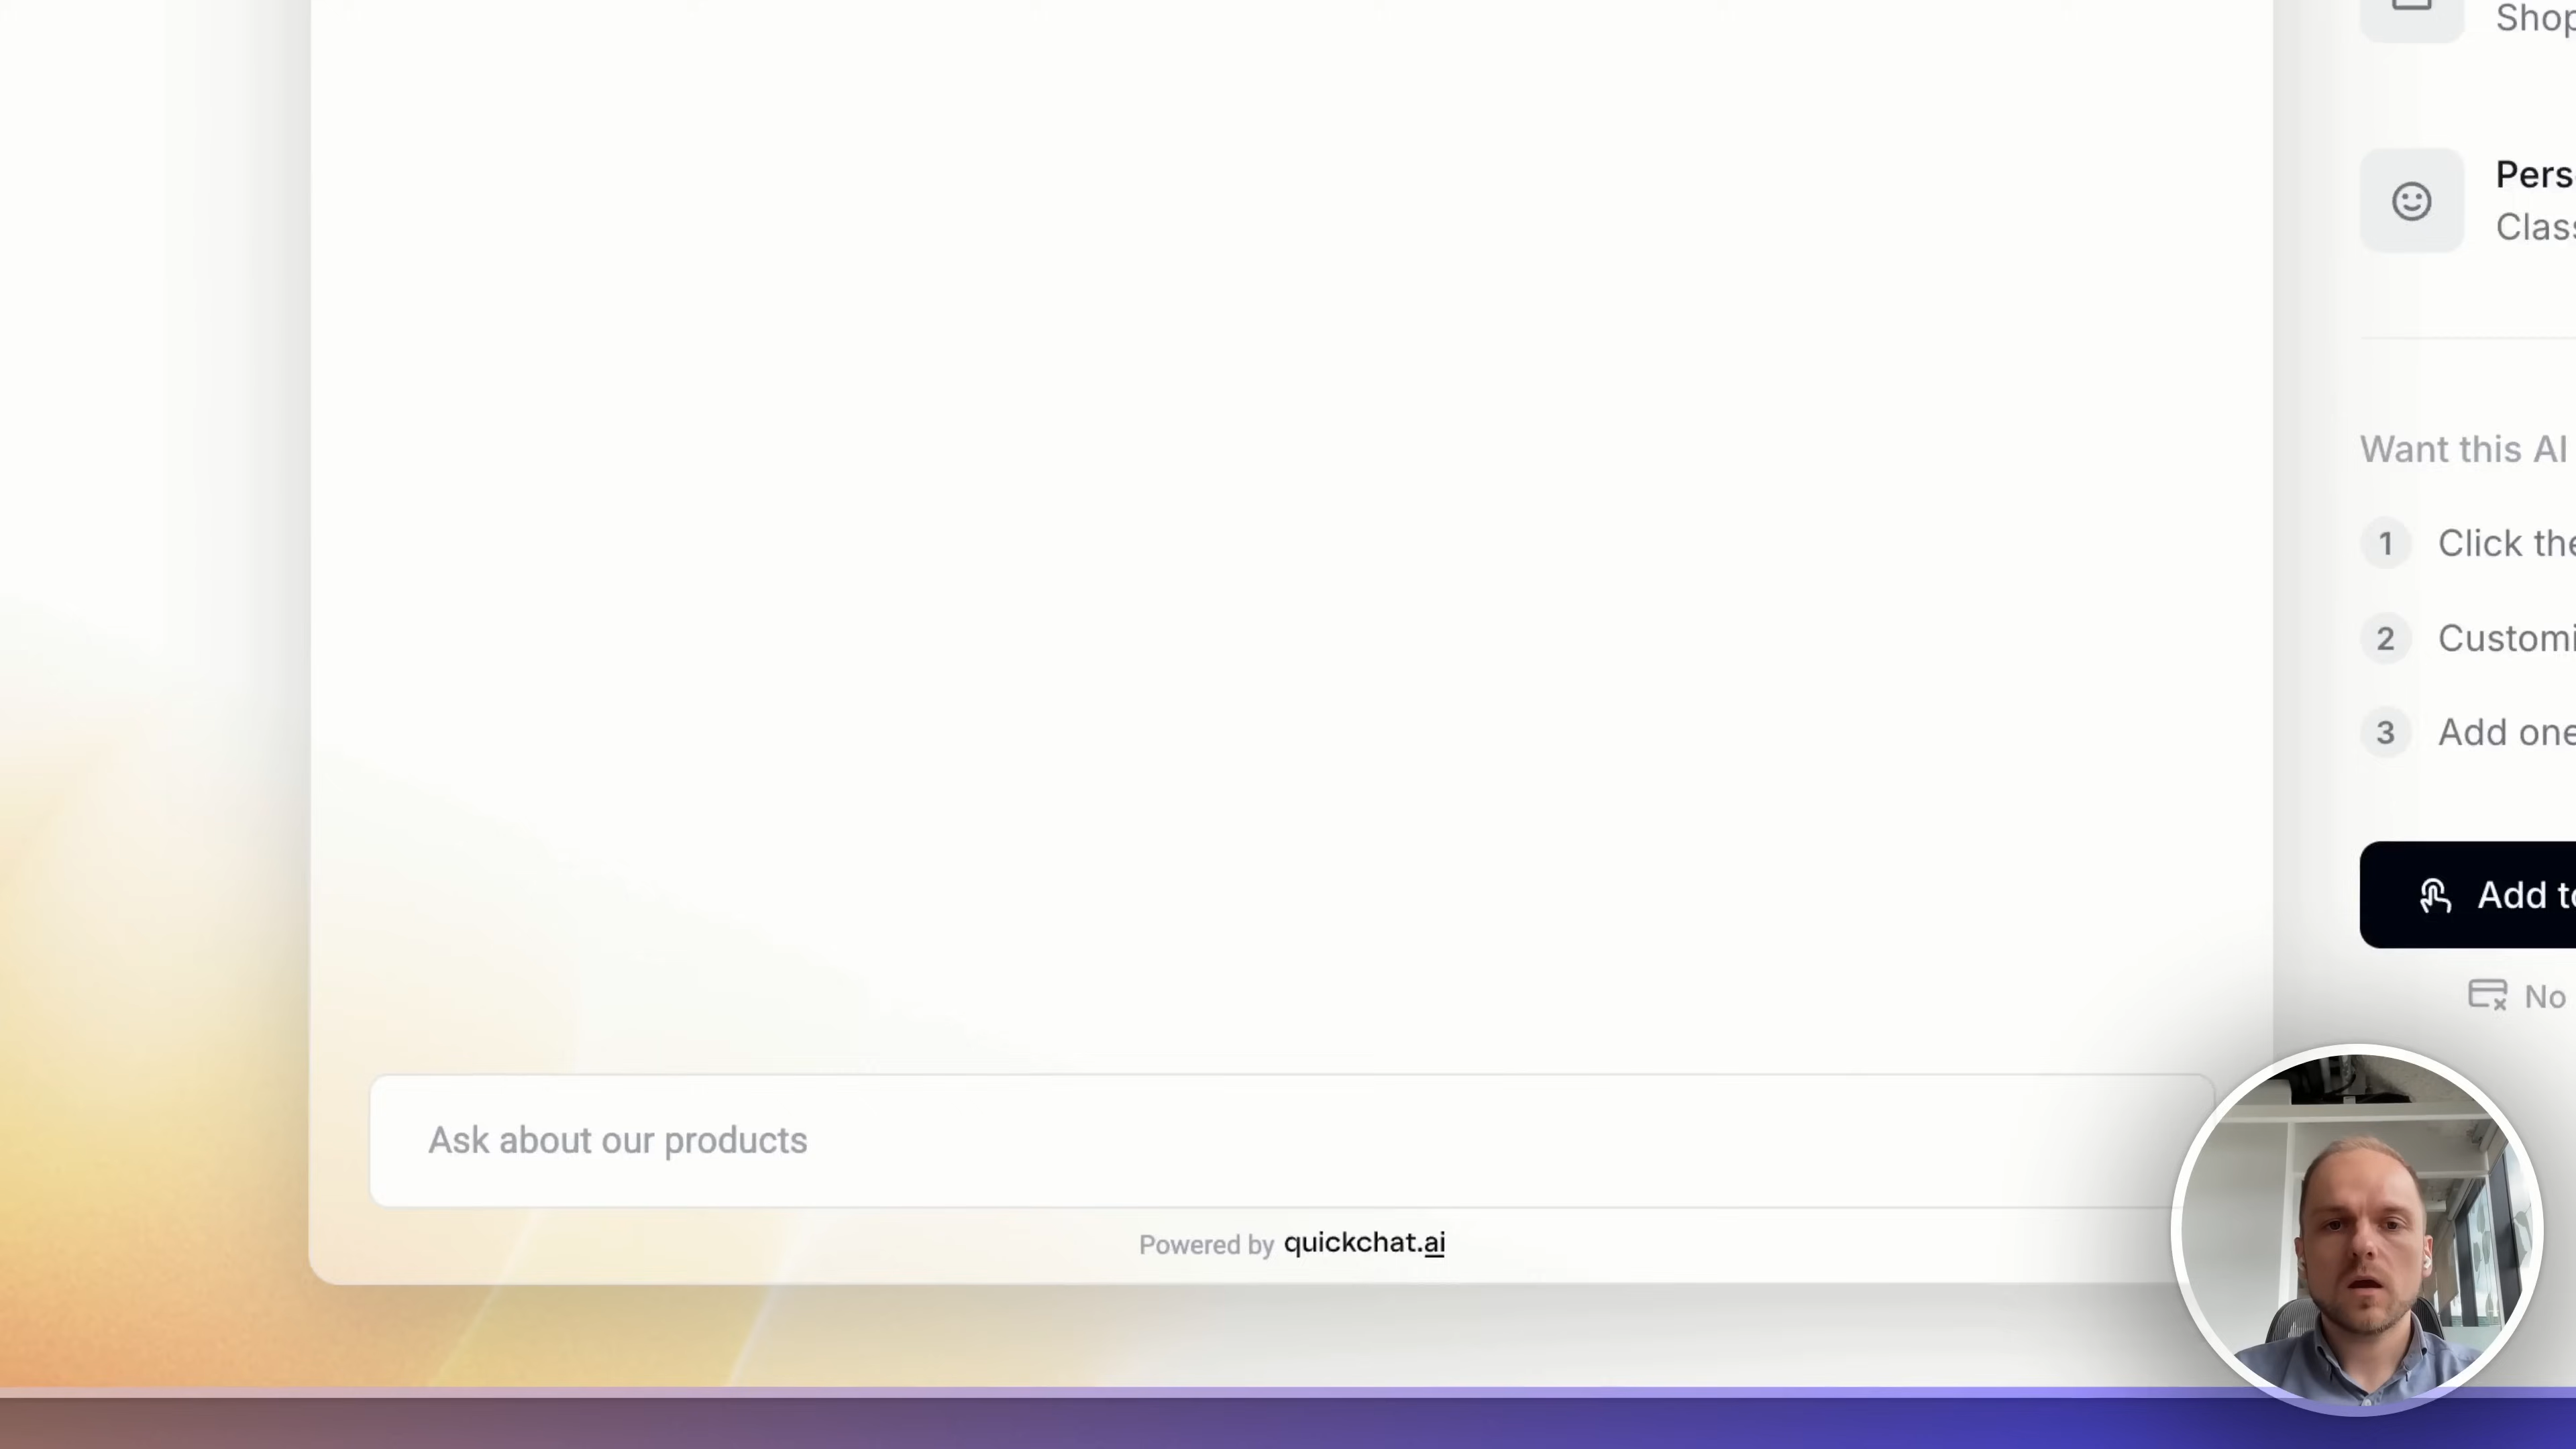 Shop
Pers
Class
Want this AI
1 Click the
2 Customi
3 Add one
Add to
No
Ask about our products
Powered by quickchat.ai